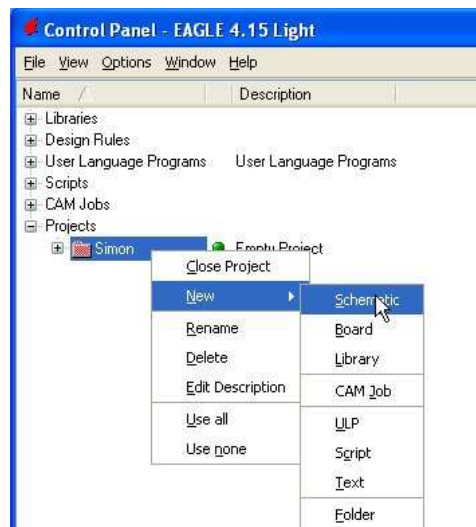 Control Panel - EAGLE 4.15 Light
File View Options Window Help
Name Description
Libraries
Design Rules
User Language Programs User Language Programs
Scripts
CAM Jobs
Projects
Simon Empty Project
Close Project
New
Rename
Delete
Edit Description
Use all
Use none
Schematic
Board
Library
CAM Job
ULP
Script
Text
Folder